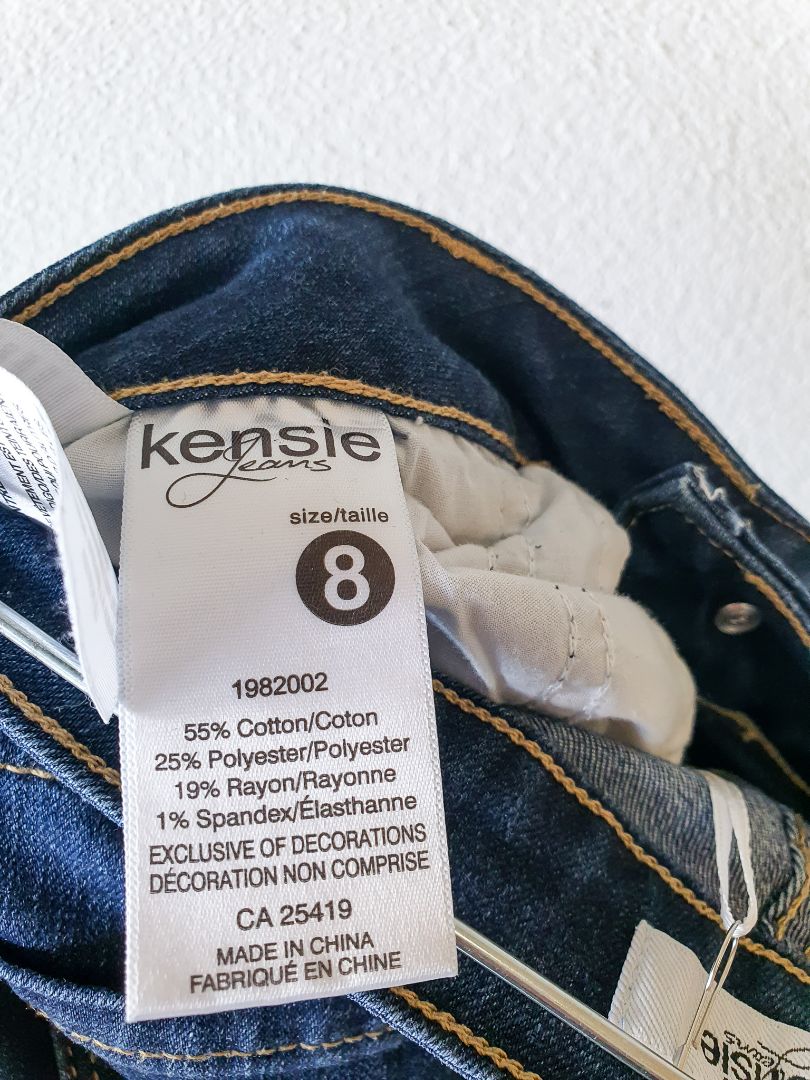 kensie
Jeans
size/taille
8
1982002
55% Cotton/Coton
25% Polyester/Polyester
19% Rayon/Rayonne
1% Spandex/Élasthanne
EXCLUSIVE OF DECORATIONS
DÉCORATION NON COMPRISE
CA 25419
MADE IN CHINA
FABRIQUÉ EN CHINE